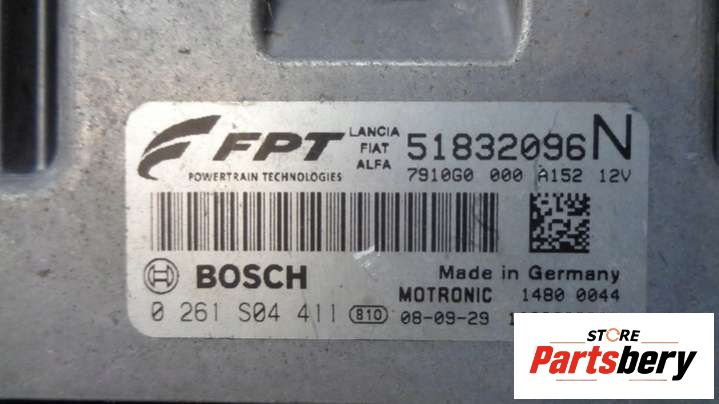 FPT LANCIA FIAT ALFA 51832096 N
POWERTRAIN TECHNOLOGIES 7910G0 000 A152 12V
BOSCH Made in Germany
MOTRONIC 1480 0044
0 261 S04 411 810 08-09-29
STORE
Partsbery